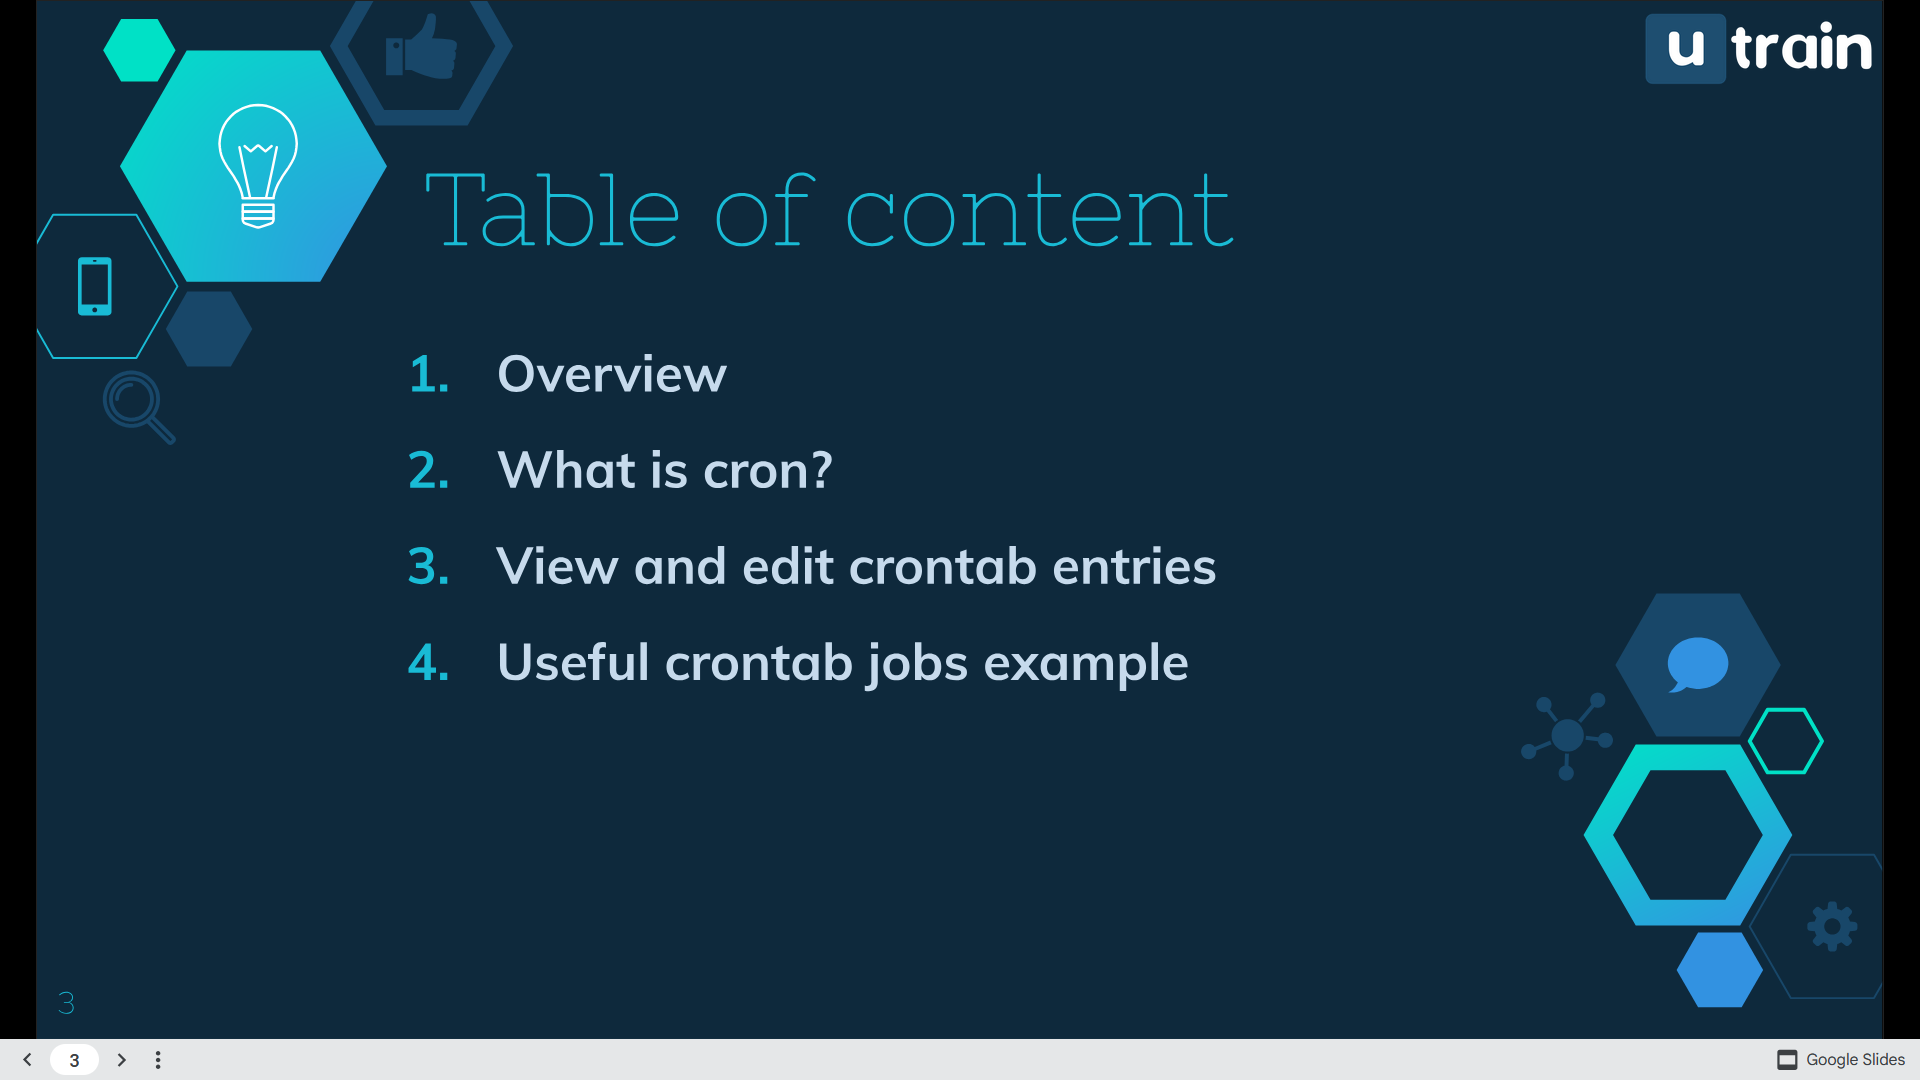 u train
Table of content
1. Overview
2. What is cron?
3. View and edit crontab entries
4. Useful crontab jobs example
3
3
Google Slides